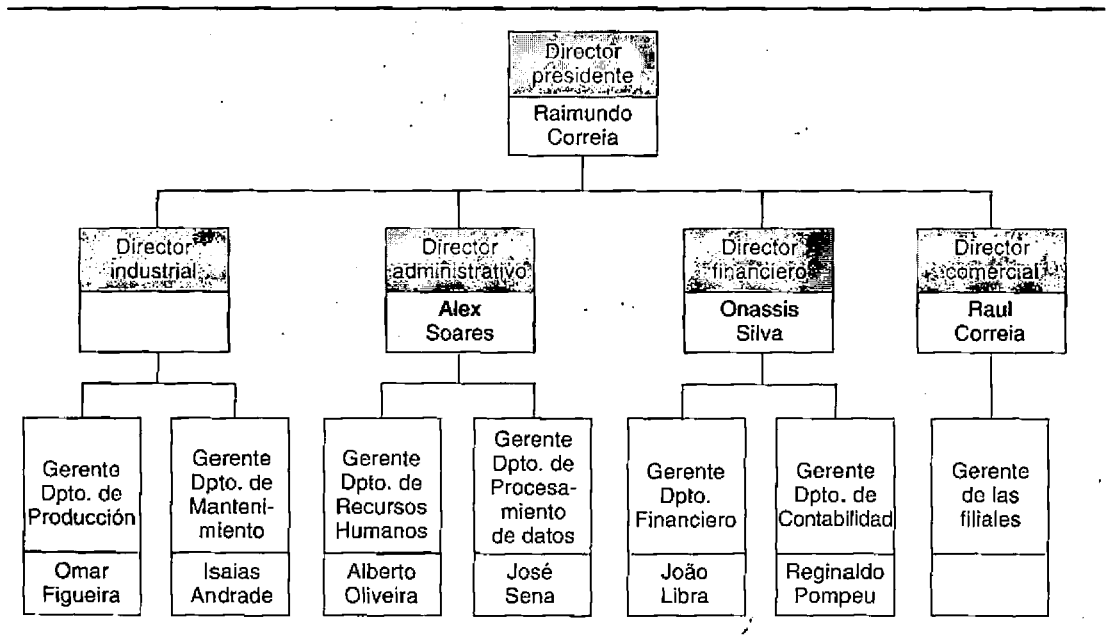 Director
presidente
Raimundo
Correia
Director
industrial
Director
administrativo
Alex
Soares
Director
financiero
Onassis
Silva
Director
comercial
Raul
Correia
Gerente
Dpto. de
Producción
Omar
Figueira
Gerente
Dpto. de
Manteni-
miento
Isaias
Andrade
Gerente
Dpto. de
Recursos
Humanos
Alberto
Oliveira
Gerente
Dpto. de
Procesa-
miento
de datos
José
Sena
Gerente
Dpto.
Financiero
João
Libra
Gerente
Dpto. de
Contabilidad
Reginaldo
Pompeu
Gerente
de las
filiales